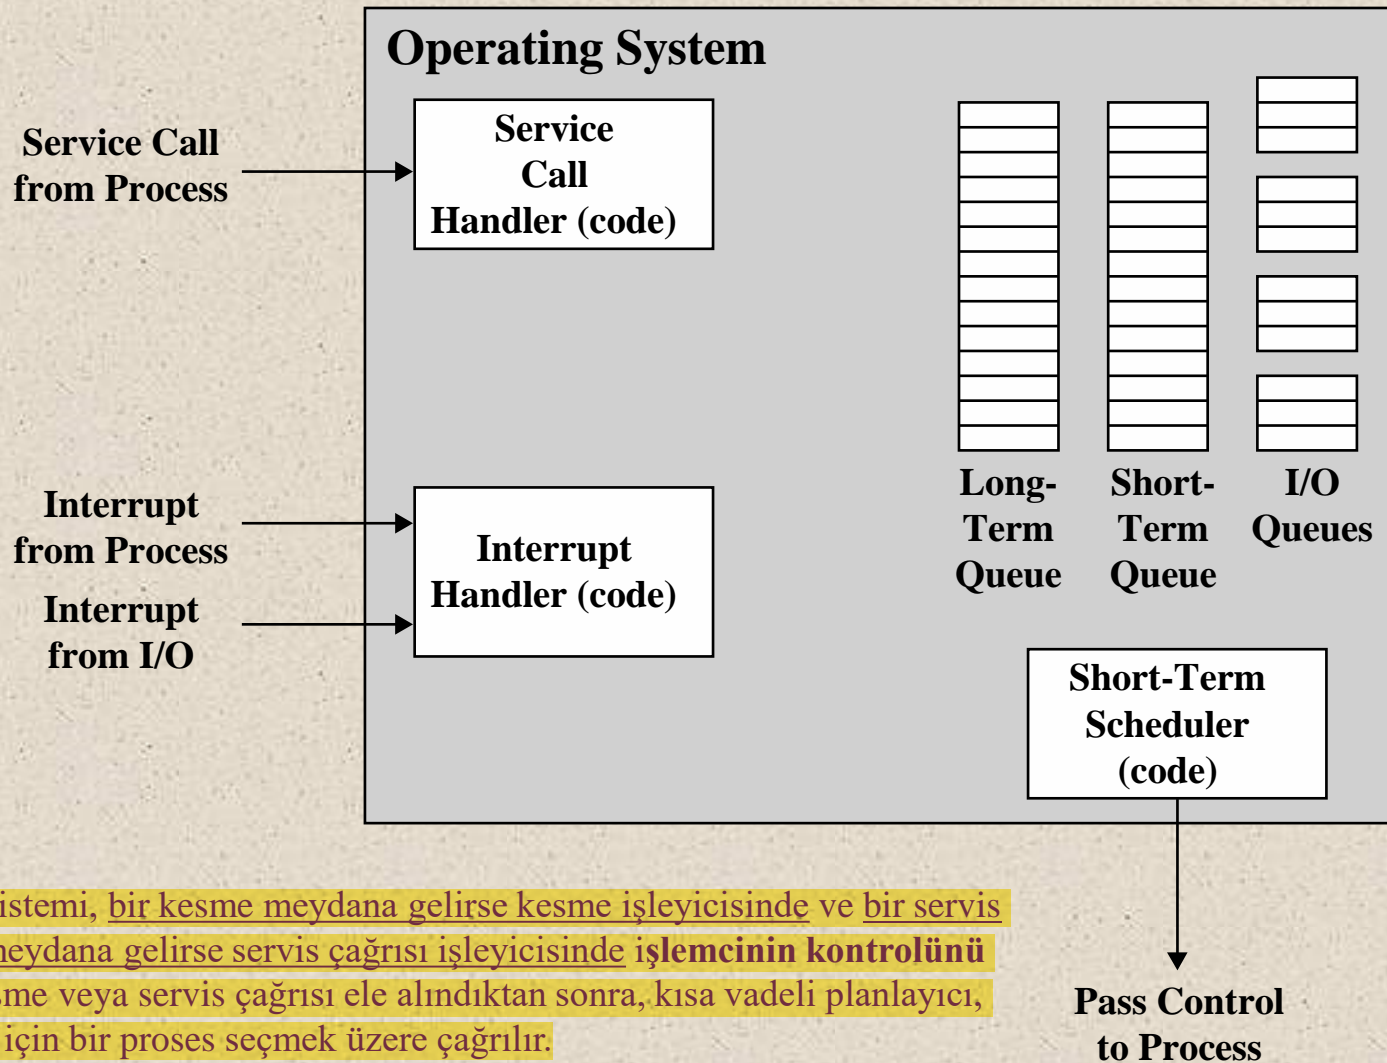 Operating System
Service Call
from Process
Service
Call
Handler (code)
Interrupt
from Process
Interrupt
from I/O
Interrupt
Handler (code)
Long-
Term
Queue
Short-
Term
Queue
I/O
Queues
Short-Term
Scheduler
(code)
Pass Control
to Process
istemi, bir kesme meydana gelirse kesme işleyicisinde ve bir servis
meydana gelirse servis çağrısı işleyicisinde işlemcinin kontrolünü
sme veya servis çağrısı ele alındıktan sonra, kısa vadeli planlayıcı,
için bir proses seçmek üzere çağrılır.